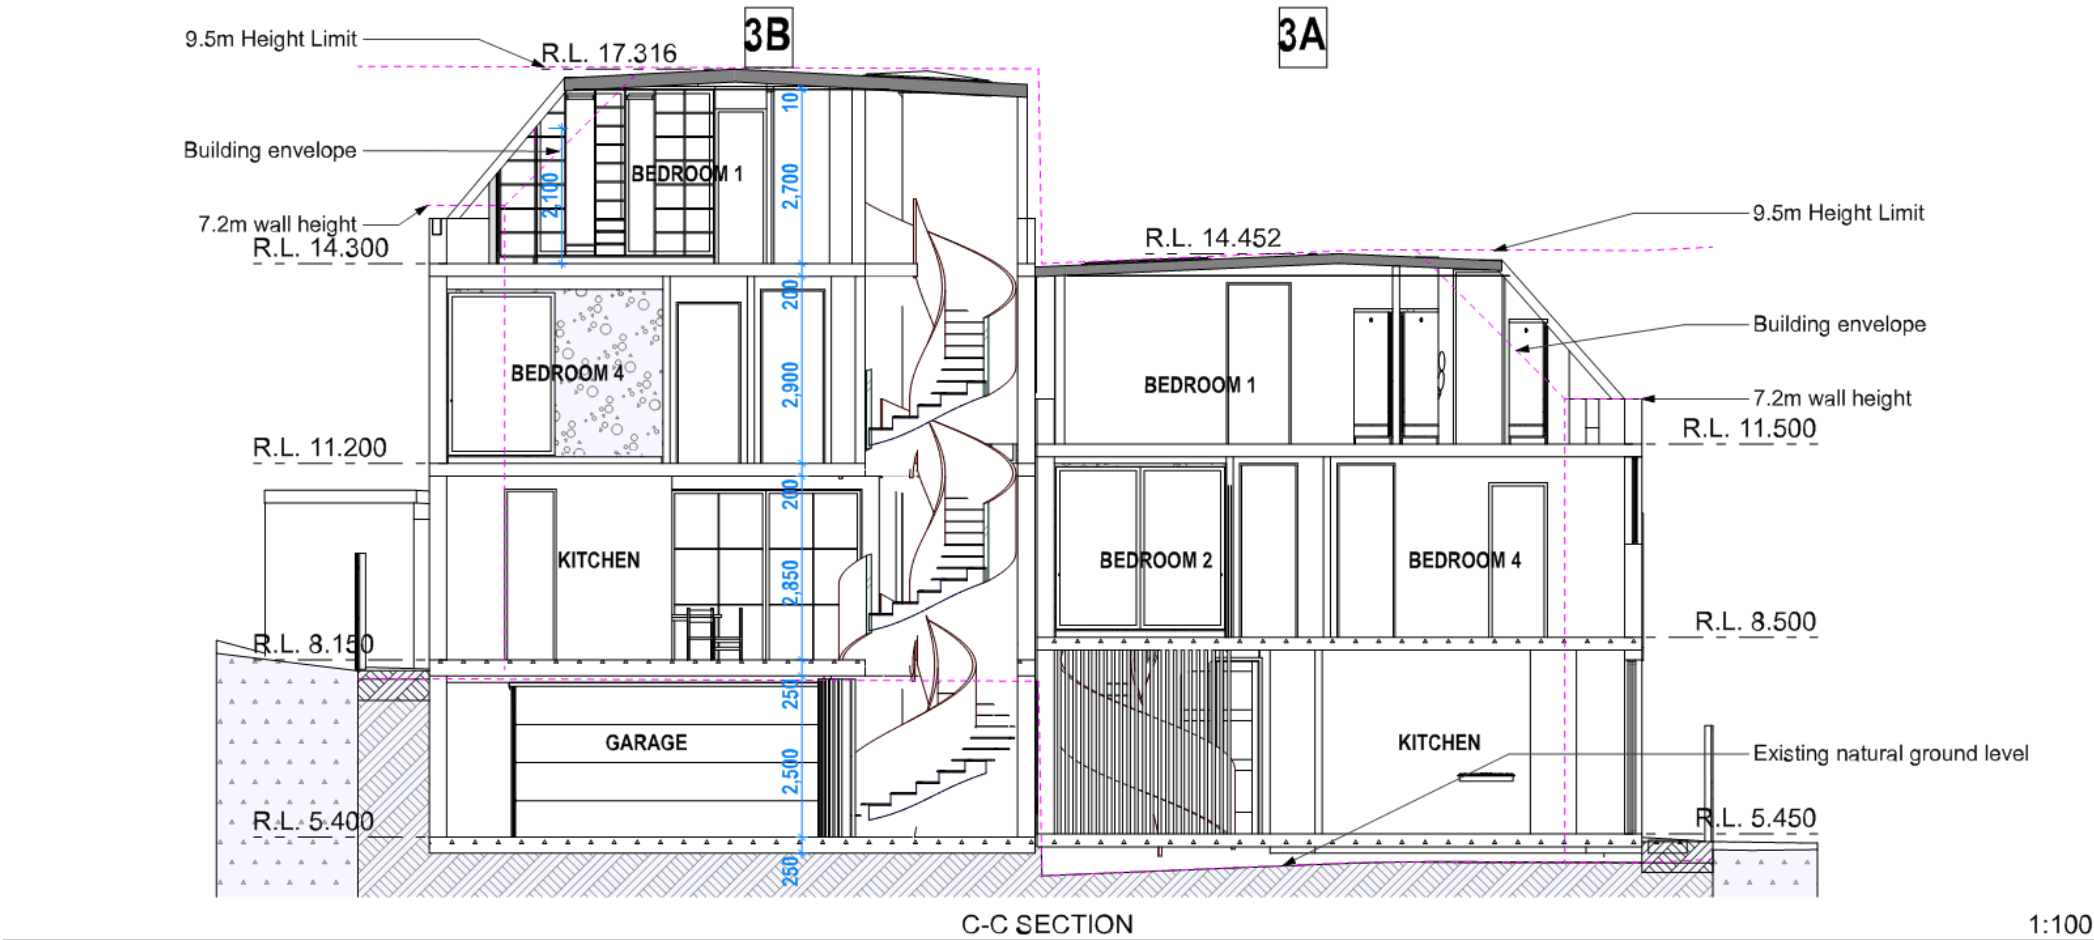 3B
3A
9.5m Height Limit
R.L. 17.316
10
Building envelope
BEDROOM 1
2,100
2,700
7.2m wall height
R.L. 14.300
9.5m Height Limit
R.L. 14.452
200
Building envelope
BEDROOM 4
2,900
BEDROOM 1
7.2m wall height
R.L. 11.200
R.L. 11.500
200
KITCHEN
2,850
BEDROOM 2
BEDROOM 4
R.L. 8.150
R.L. 8.500
250
GARAGE
2,500
KITCHEN
Existing natural ground level
R.L. 5.400
R.L. 5.450
250
C-C SECTION
1:100